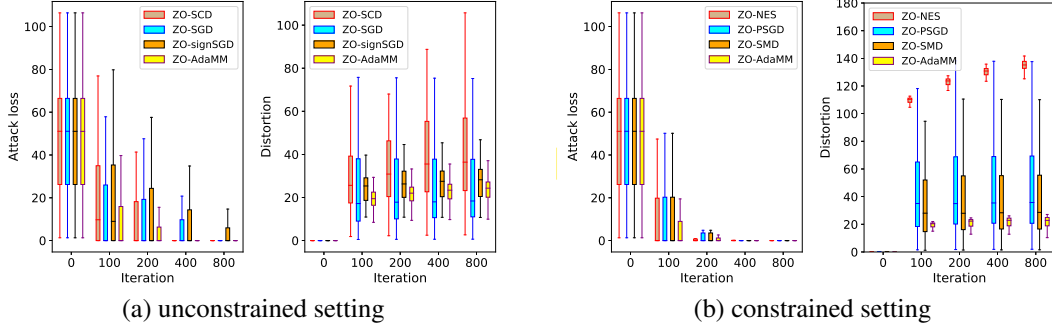 Attack loss
100
80
60
40
20
0
0 100 200 400 800
Iteration
ZO-SCD
ZO-SGD
ZO-signSGD
ZO-AdaMM
Distortion
100
80
60
40
20
0
0 100 200 400 800
Iteration
ZO-SCD
ZO-SGD
ZO-signSGD
ZO-AdaMM
(a) unconstrained setting
Attack loss
100
80
60
40
20
0
0 100 200 400 800
Iteration
ZO-NES
ZO-PSGD
ZO-SMD
ZO-AdaMM
Distortion
180
160
140
120
100
80
60
40
20
0
0 100 200 400 800
Iteration
ZO-NES
ZO-PSGD
ZO-SMD
ZO-AdaMM
(b) constrained setting